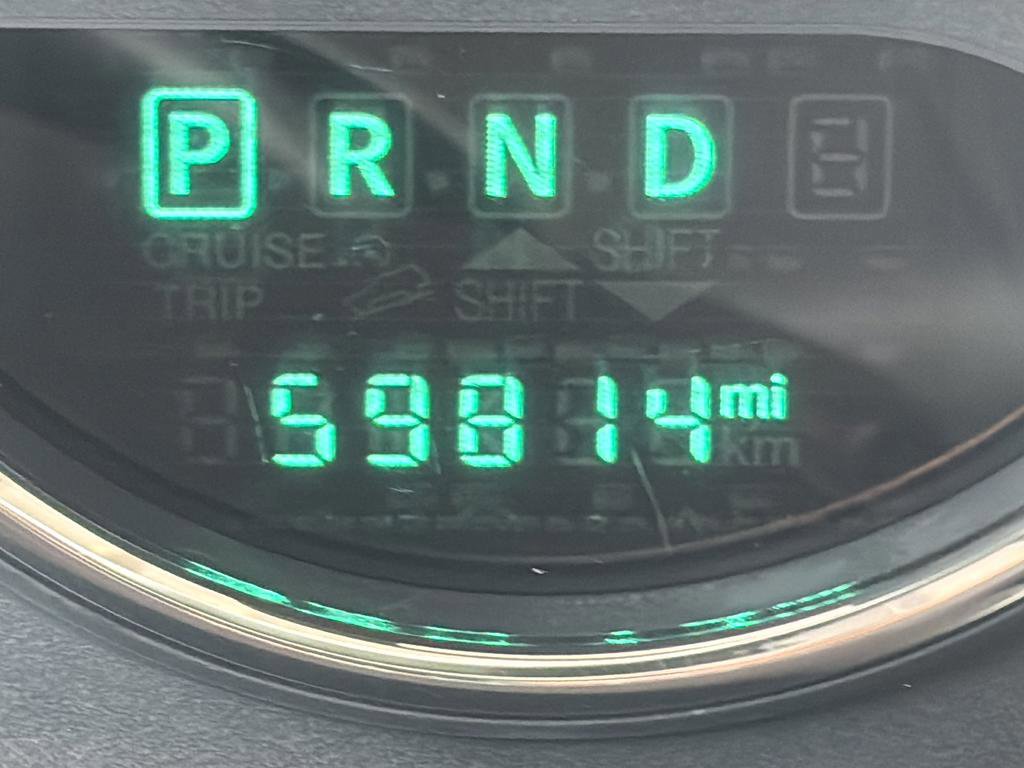 P R N D
CRUISE SHIFT
TRIP SHIFT
59814 mi
km